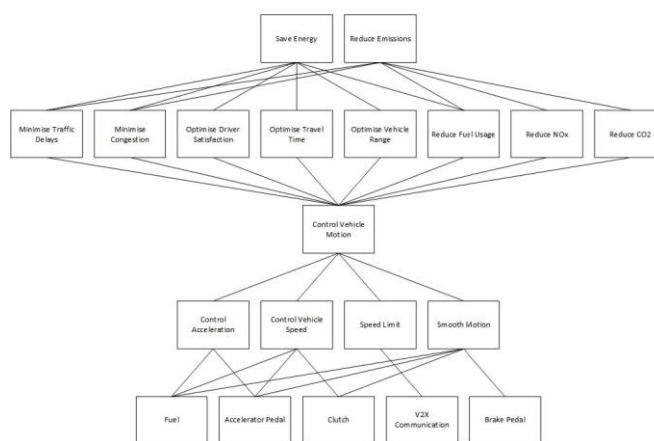 Save Energy
Reduce Emissions
Minimise Traffic
Delays
Minimise
Congestion
Optimise Driver
Satisfaction
Optimise Travel
Time
Optimise Vehicle
Range
Reduce Fuel Usage
Reduce NOx
Reduce CO2
Control Vehicle
Motion
Control
Acceleration
Control Vehicle
Speed
Speed Limit
Smooth Motion
Fuel
Accelerator Pedal
Clutch
V2X
Communication
Brake Pedal